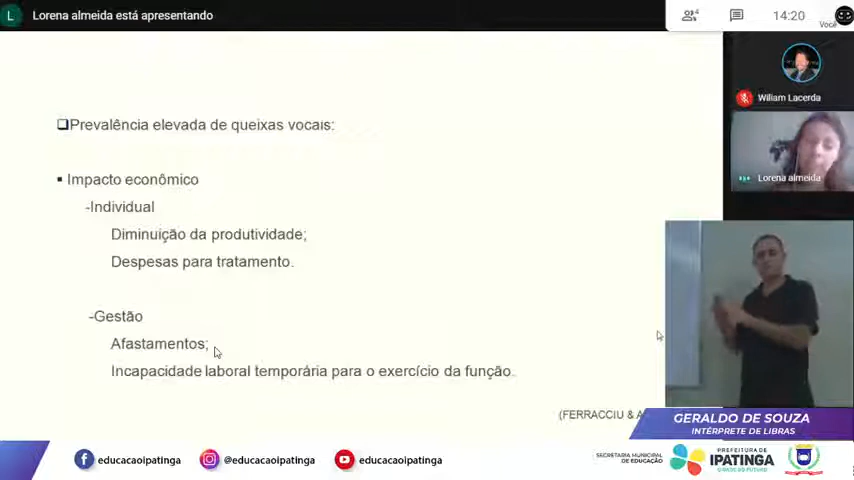 L
Lorena almeida está apresentando
4
14:20
Você
Wiliam Lacerda
Lorena almeida
❑Prevalência elevada de queixas vocais:
▪ Impacto econômico
-Individual
Diminuição da produtividade;
Despesas para tratamento.
-Gestão
Afastamentos;
Incapacidade laboral temporária para o exercício da função.
(FERRACCIU & A
GERALDO DE SOUZA
INTÉRPRETE DE LIBRAS
educacaoipatinga
@educacaoipatinga
educacaoipatinga
SECRETARIA MUNICIPAL
DE EDUCAÇÃO
PREFEITURA DE
IPATINGA